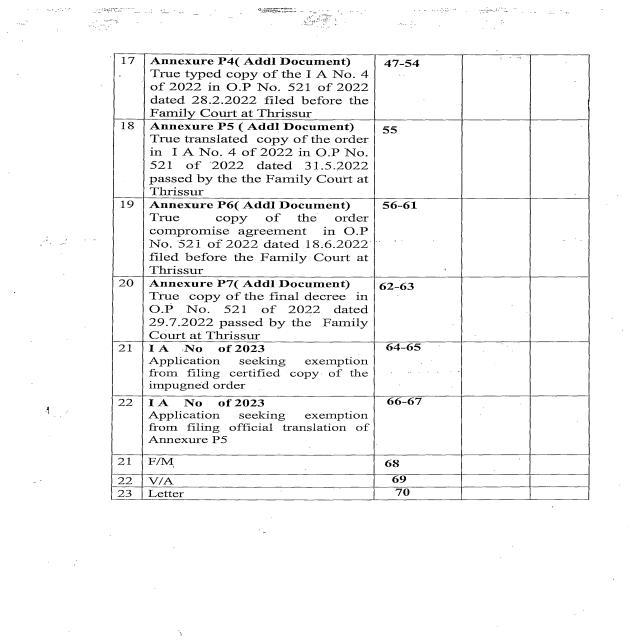 17 Annexure P4( Addl Document) 47-54
True typed copy of the I A No. 4
of 2022 in O.P No. 521 of 2022
dated 28.2.2022 filed before the
Family Court at Thrissur
18 Annexure P5 ( Addl Document) 55
True translated copy of the order
in I A No. 4 of 2022 in O.P No.
521 of 2022 dated 31.5.2022
passed by the the Family Court at
Thrissur
19 Annexure P6( Addl Document) 56-61
True copy of the order
compromise agreement in O.P
No. 521 of 2022 dated 18.6.2022
filed before the Family Court at
Thrissur
20 Annexure P7( Addl Document) 62-63
True copy of the final decree in
O.P No. 521 of 2022 dated
29.7.2022 passed by the Family
Court at Thrissur
21 I A No of 2023 64-65
Application seeking exemption
from filing certified copy of the
impugned order
22 I A No of 2023 66-67
Application seeking exemption
from filing official translation of
Annexure P5
21 F/M 68
22 V/A 69
23 Letter 70